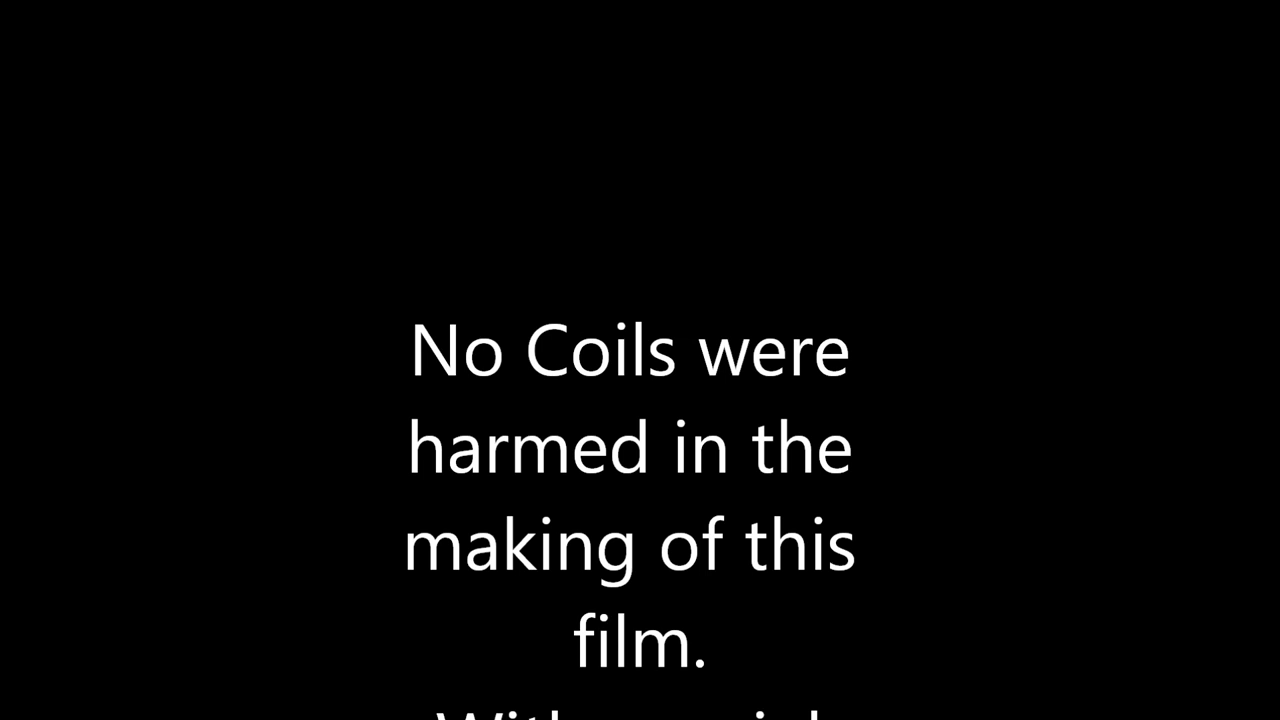 No Coils were
harmed in the
making of this
film.